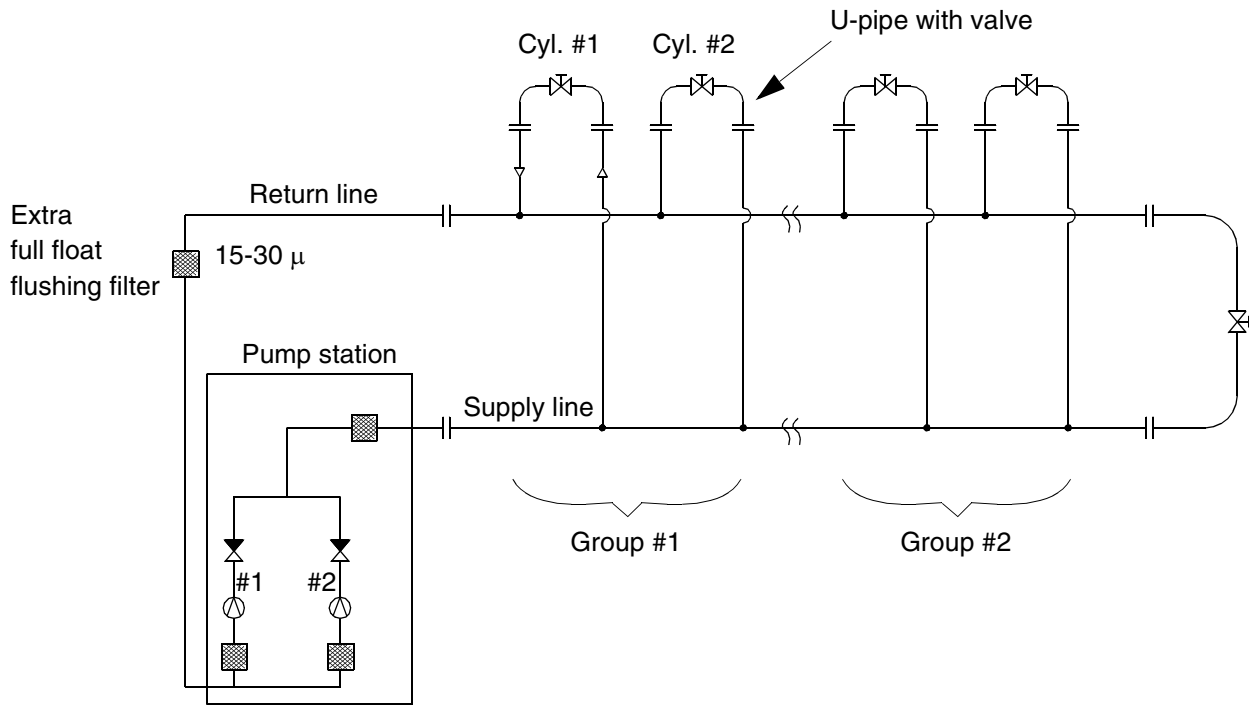 U-pipe with valve
Cyl. #1
Cyl. #2
Return line
Extra
full float
flushing filter
15-30 μ
Pump station
Supply line
#1
#2
Group #1
Group #2